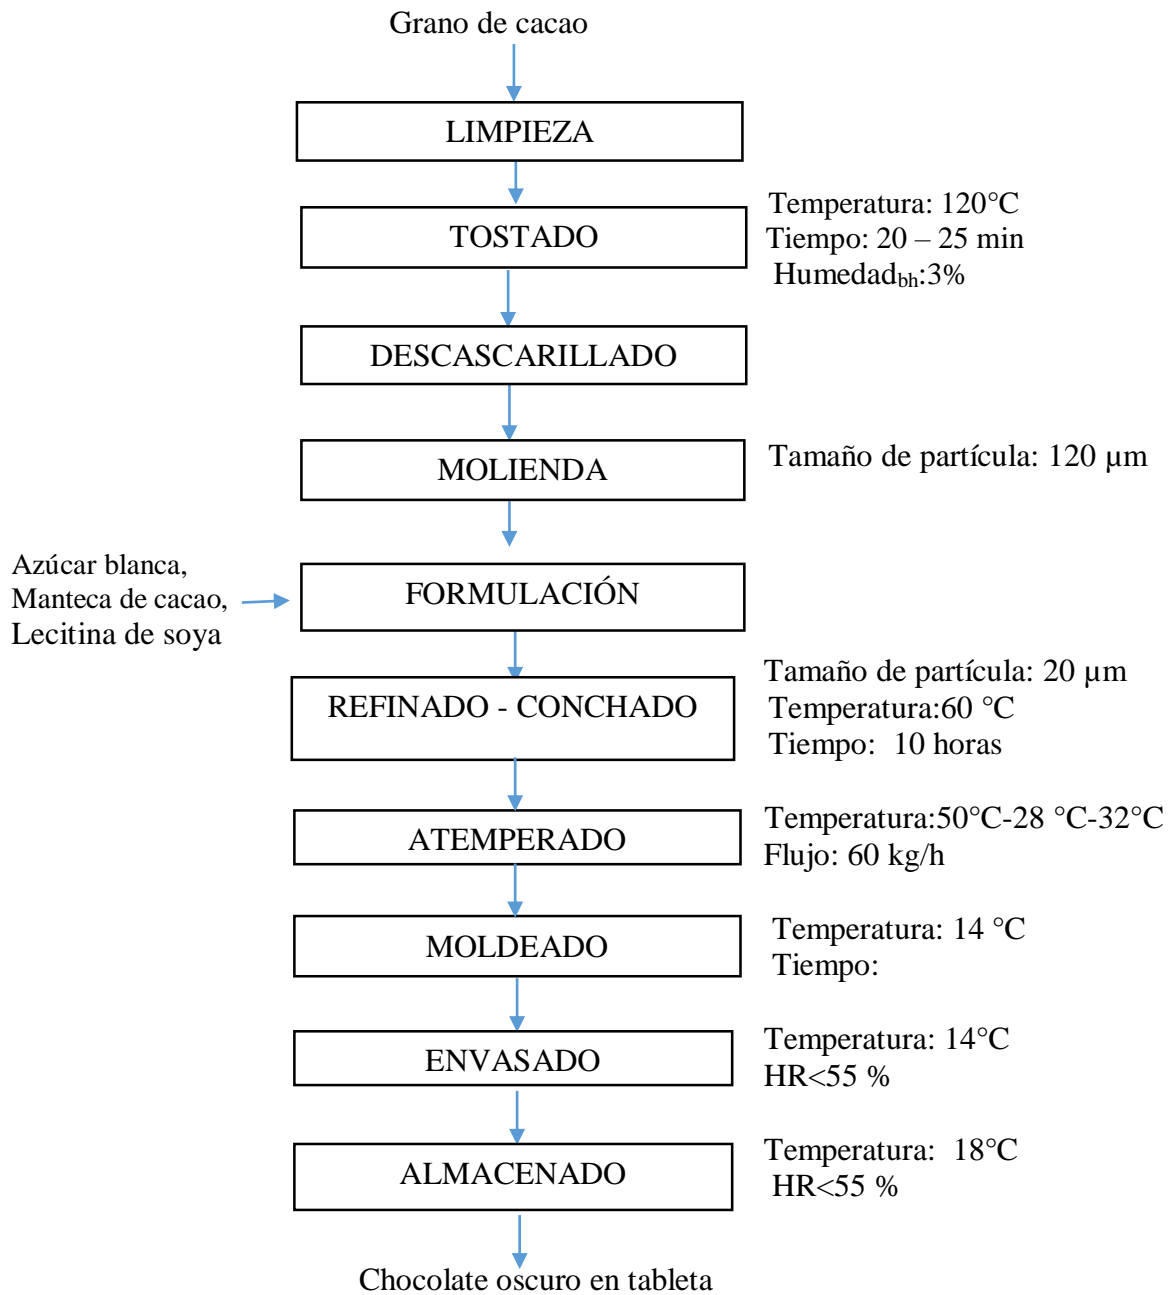 Grano de cacao
LIMPIEZA
TOSTADO
Temperatura: 120°C
Tiempo: 20 – 25 min
Humedadbh:3%
DESCASCARILLADO
MOLIENDA
Tamaño de partícula: 120 µm
Azúcar blanca,
Manteca de cacao,
Lecitina de soya
FORMULACIÓN
REFINADO - CONCHADO
Tamaño de partícula: 20 µm
Temperatura:60 °C
Tiempo: 10 horas
ATEMPERADO
Temperatura:50°C-28 °C-32°C
Flujo: 60 kg/h
MOLDEADO
Temperatura: 14 °C
Tiempo:
ENVASADO
Temperatura: 14°C
HR<55 %
ALMACENADO
Temperatura: 18°C
HR<55 %
Chocolate oscuro en tableta